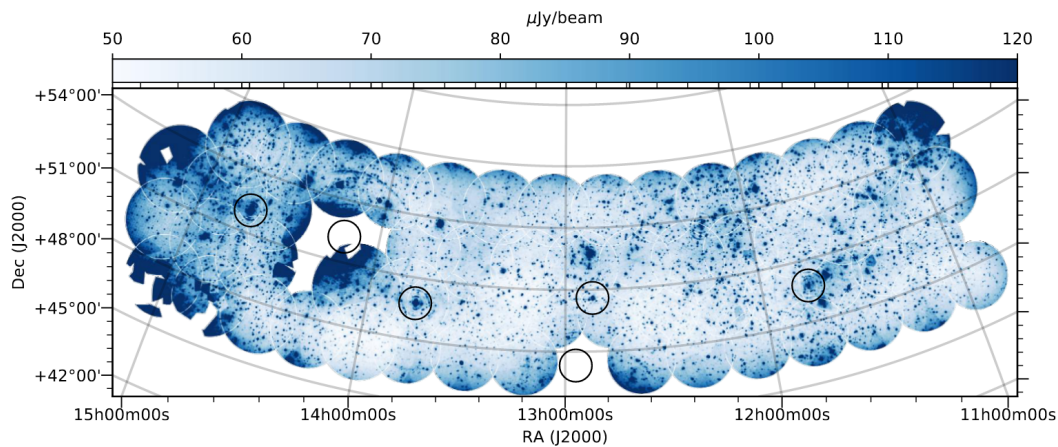 μJy/beam
50 60 70 80 90 100 110 120
+54°00'
+51°00'
+48°00'
+45°00'
+42°00'
Dec (J2000)
15h00m00s 14h00m00s 13h00m00s 12h00m00s 11h00m00s
RA (J2000)